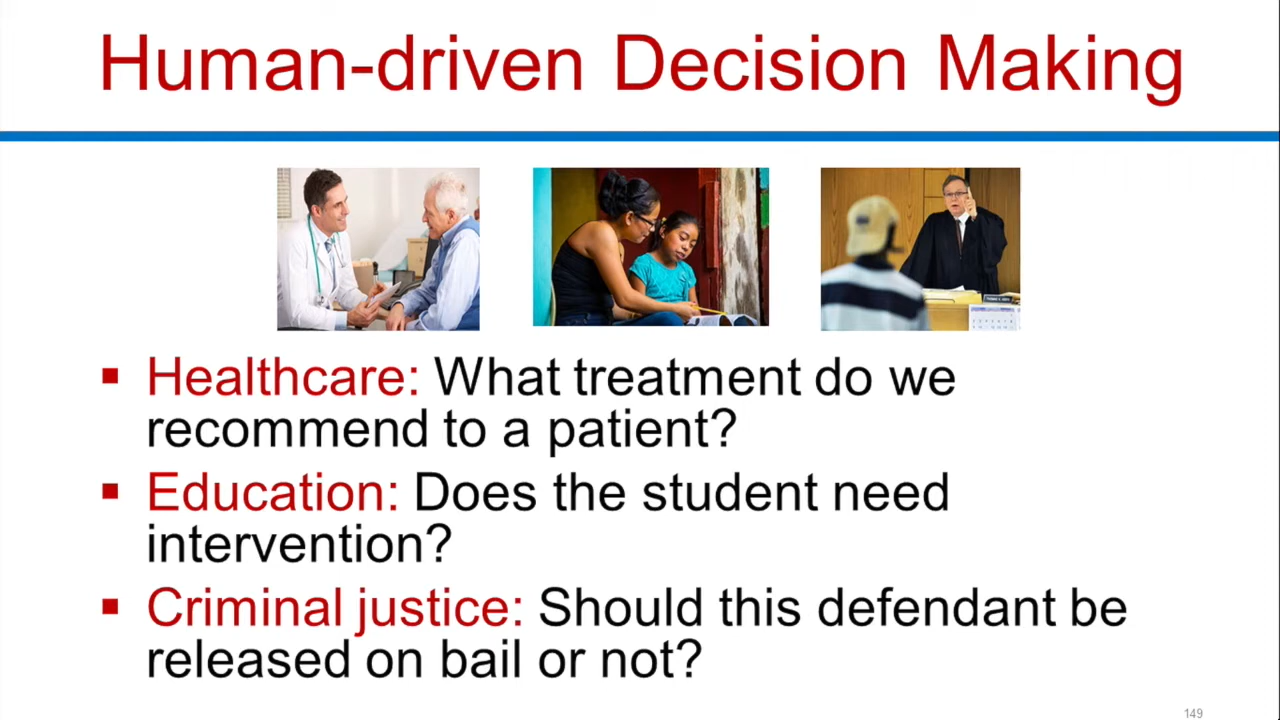 Human-driven Decision Making
▪ Healthcare: What treatment do we
recommend to a patient?
▪ Education: Does the student need
intervention?
▪ Criminal justice: Should this defendant be
released on bail or not?
149